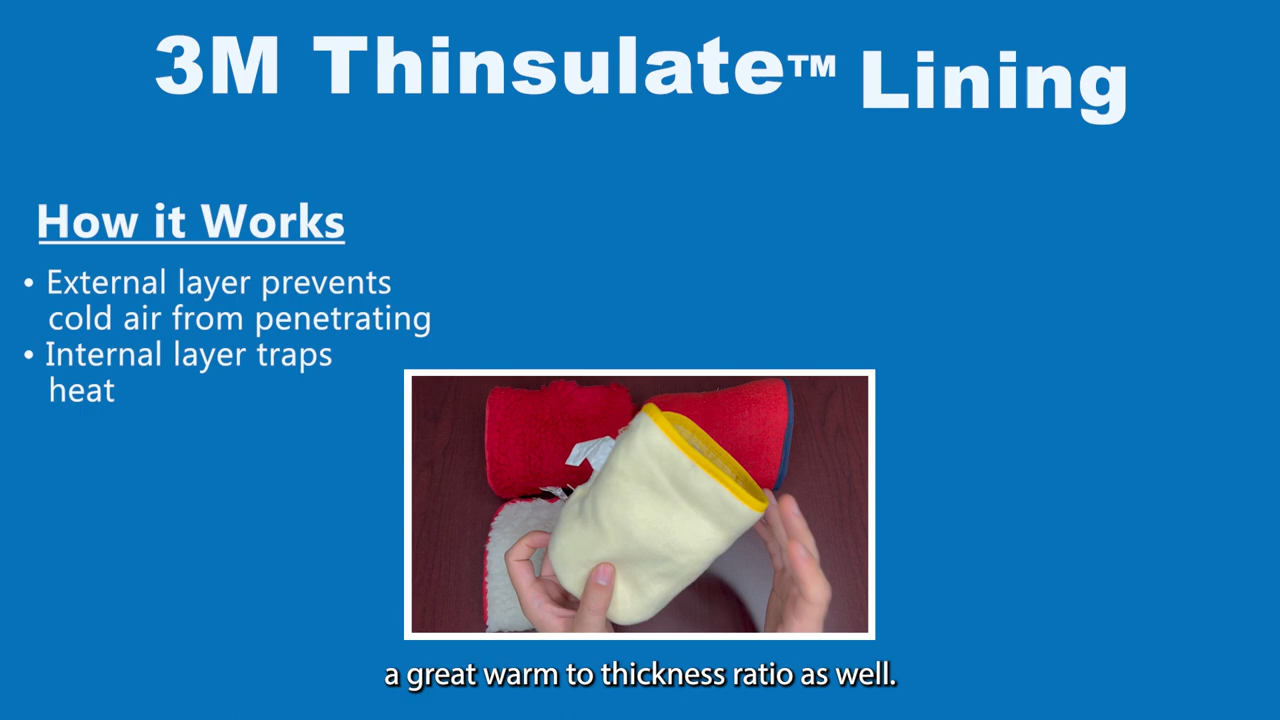 3M Thinsulate™ Lining
How it Works
• External layer prevents
cold air from penetrating
• Internal layer traps
heat
a great warm to thickness ratio as well.